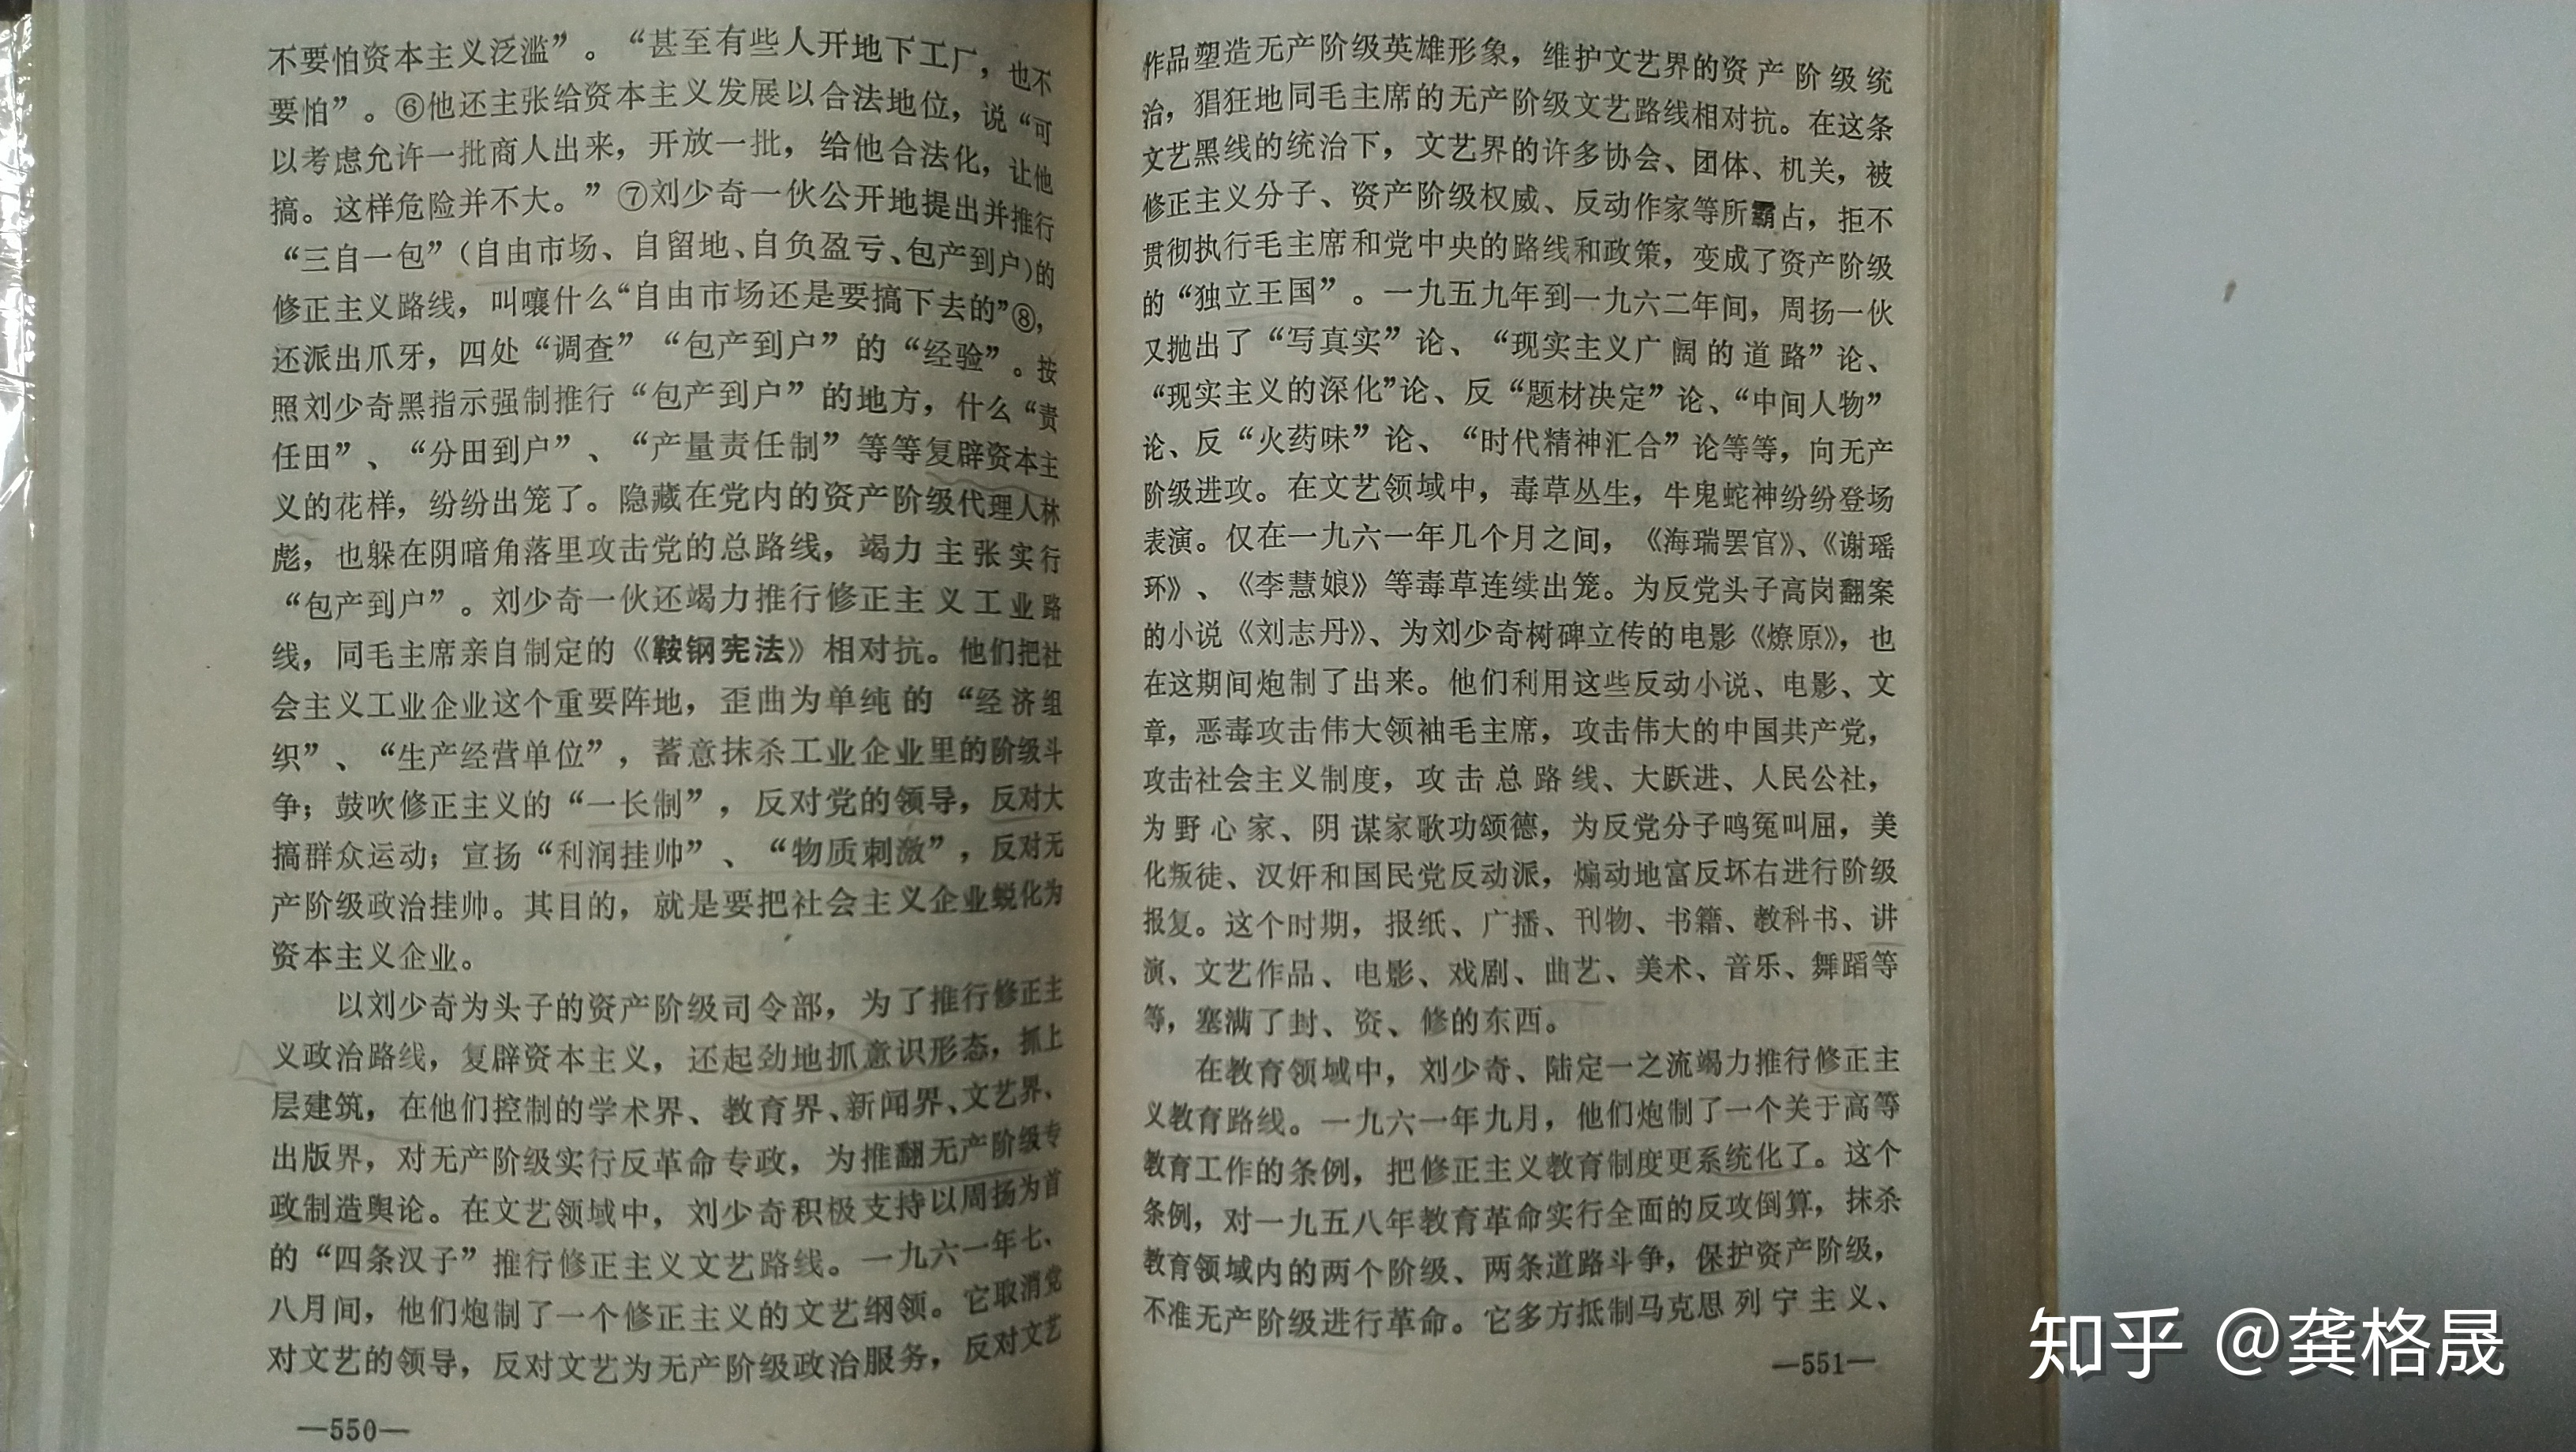 不要怕资本主义泛滥”。“甚至有些人开地下工厂，也不
要怕”。⑥他还主张给资本主义发展以合法地位，说“可
以考虑允许一批商人出来，开放一批，给他合法化，让他
搞。这样危险并不大。”⑦刘少奇一伙公开地提出并推行
“三自一包”(自由市场、自留地、自负盈亏、包产到户)的
修正主义路线，叫嚷什么“自由市场还是要搞下去的”⑧，
还派出爪牙，四处“调查”“包产到户”的“经验”。按
照刘少奇黑指示强制推行“包产到户”的地方，什么“责
任田”、“分田到户”、“产量责任制”等等复辟资本主
义的花样，纷纷出笼了。隐藏在党内的资产阶级代理人林
彪，也躲在阴暗角落里攻击党的总路线，竭力主张实行
“包产到户”。刘少奇一伙还竭力推行修正主义工业路
线，同毛主席亲自制定的《鞍钢宪法》相对抗。他们把社
会主义工业企业这个重要阵地，歪曲为单纯的“经济组
织”、“生产经营单位”，蓄意抹杀工业企业里的阶级斗
争；鼓吹修正主义的“一长制”，反对党的领导，反对大
搞群众运动；宣扬“利润挂帅”、“物质刺激”，反对无
产阶级政治挂帅。其目的，就是要把社会主义企业蜕化为
资本主义企业。
以刘少奇为头子的资产阶级司令部，为了推行修正主
义政治路线，复辟资本主义，还起劲地抓意识形态，抓上
层建筑，在他们控制的学术界、教育界、新闻界、文艺界、
出版界，对无产阶级实行反革命专政，为推翻无产阶级专
政制造舆论。在文艺领域中，刘少奇积极支持以周扬为首
的“四条汉子”推行修正主义文艺路线。一九六一年七、
八月间，他们炮制了一个修正主义的文艺纲领。它取消党
对文艺的领导，反对文艺为无产阶级政治服务，反对文艺
—550—
作品塑造无产阶级英雄形象，维护文艺界的资产阶级统
治，猖狂地同毛主席的无产阶级文艺路线相对抗。在这条
文艺黑线的统治下，文艺界的许多协会、团体、机关，被
修正主义分子、资产阶级权威、反动作家等所霸占，拒不
贯彻执行毛主席和党中央的路线和政策，变成了资产阶级
的“独立王国”。一九五九年到一九六二年间，周扬一伙
又抛出了“写真实”论、“现实主义广阔的道路”论、
“现实主义的深化”论、反“题材决定”论、“中间人物”
论、反“火药味”论、“时代精神汇合”论等等，向无产
阶级进攻。在文艺领域中，毒草丛生，牛鬼蛇神纷纷登场
表演。仅在一九六一年几个月之间，《海瑞罢官》、《谢瑶
环》、《李慧娘》等毒草连续出笼。为反党头子高岗翻案
的小说《刘志丹》、为刘少奇树碑立传的电影《燎原》，也
在这期间炮制了出来。他们利用这些反动小说、电影、文
章，恶毒攻击伟大领袖毛主席，攻击伟大的中国共产党，
攻击社会主义制度，攻击总路线、大跃进、人民公社，
为野心家、阴谋家歌功颂德，为反党分子鸣冤叫屈，美
化叛徒、汉奸和国民党反动派，煽动地富反坏右进行阶级
报复。这个时期，报纸、广播、刊物、书籍、教科书、讲
演、文艺作品、电影、戏剧、曲艺、美术、音乐、舞蹈等
等，塞满了封、资、修的东西。
在教育领域中，刘少奇、陆定一之流竭力推行修正主
义教育路线。一九六一年九月，他们炮制了一个关于高等
教育工作的条例，把修正主义教育制度更系统化了。这个
条例，对一九五八年教育革命实行全面的反攻倒算，抹杀
教育领域内的两个阶级、两条道路斗争，保护资产阶级，
不准无产阶级进行革命。它多方抵制马克思列宁主义、
—551—
知乎 @龚格晟